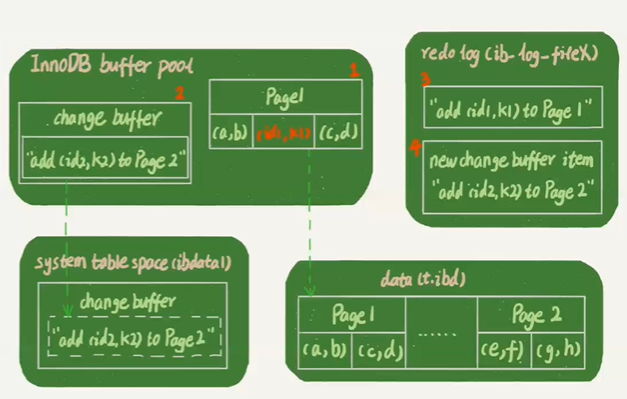 InnoDB buffer pool
2
change buffer
"add (id2,k2) to Page 2"
1
Page1
(a,b) (id1,k1) (c,d)
redo log (ib-log-fileX)
3
"add (id1,k1) to Page 1"
4
new change buffer item
"add (id2,k2) to Page 2"
system table space (ibdata1)
change buffer
"add (id2,k2) to Page 2"
data (t.ibd)
Page1 ...... Page 2
(a,b) (c,d) (e,f) (g,h)